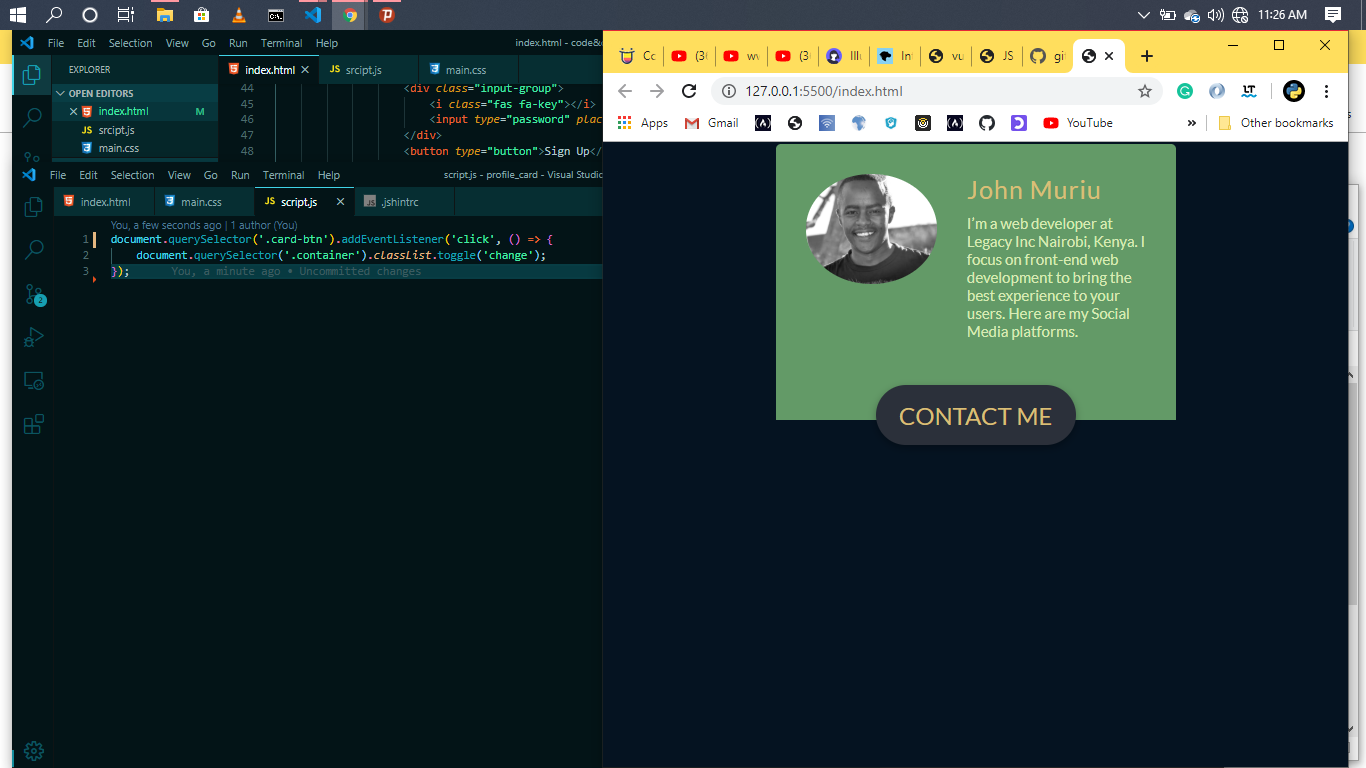 11:26 AM
File Edit Selection View Go Run Terminal Help
index.html - code&
EXPLORER
OPEN EDITORS
index.html M
srcipt.js
main.css
index.html
srcipt.js
main.css
44 <div class="input-group">
45 <i class="fas fa-key"></i>
46 <input type="password" plac
47 </div>
48 <button type="button">Sign Up</
File Edit Selection View Go Run Terminal Help
script.js - profile_card - Visual Studio
index.html
main.css
script.js
.jshintrc
You, a few seconds ago | 1 author (You)
1 document.querySelector('.card-btn').addEventListener('click', () => {
2 document.querySelector('.container').classList.toggle('change');
3 }); You, a minute ago • Uncommitted changes
2
Cc
(30
wv
(30
Illu
In
vu
JS
gi
127.0.0.1:5500/index.html
Apps
Gmail
YouTube
»
Other bookmarks
John Muriu
I'm a web developer at
Legacy Inc Nairobi, Kenya. I
focus on front-end web
development to bring the
best experience to your
users. Here are my Social
Media platforms.
CONTACT ME